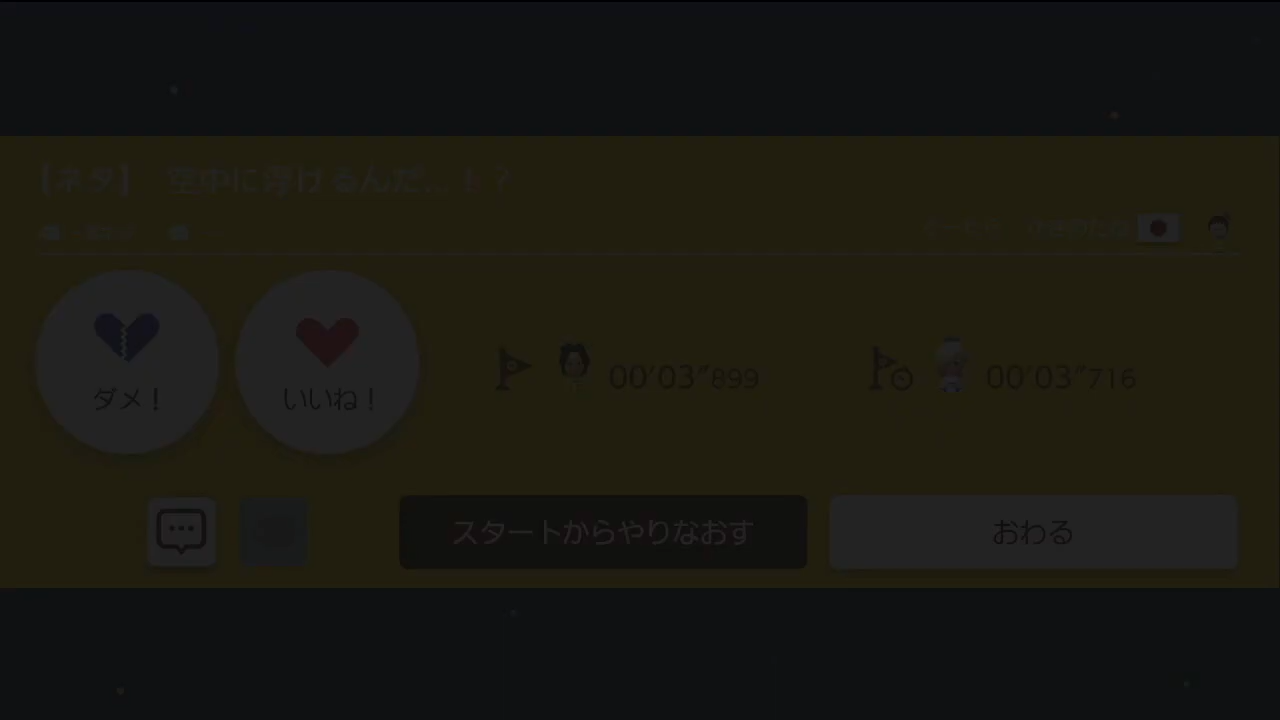 【ネタ】 空中に浮けるんだ、、！？
ダメ！
いいね！
00′03″899
00′03″716
スタートからやりなおす
おわる